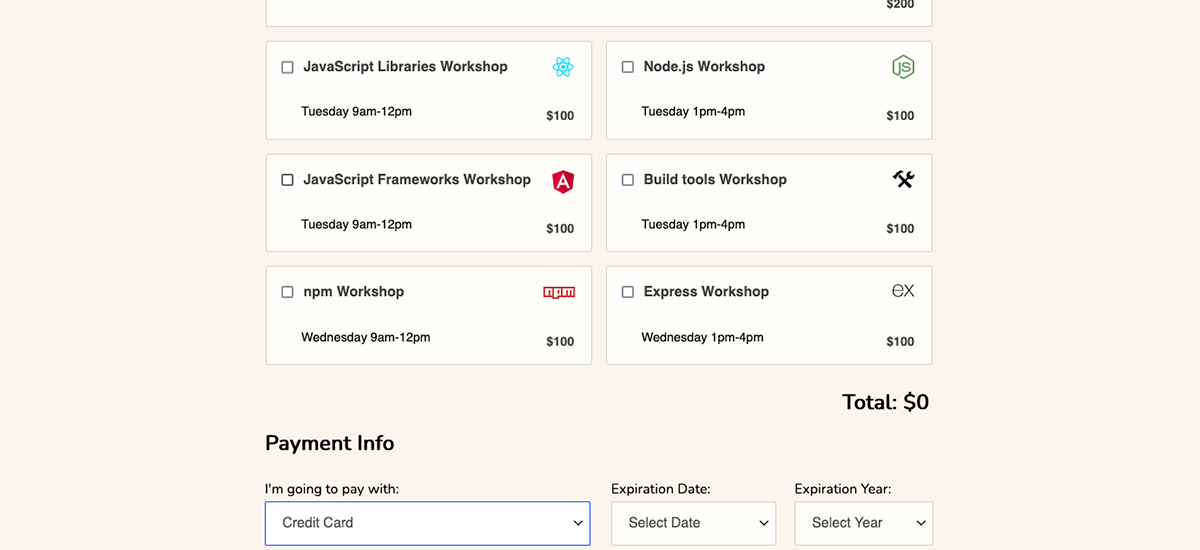 $200
JavaScript Libraries Workshop
Tuesday 9am-12pm
$100
Node.js Workshop
JS
Tuesday 1pm-4pm
$100
JavaScript Frameworks Workshop
A
Tuesday 9am-12pm
$100
Build tools Workshop
Tuesday 1pm-4pm
$100
npm Workshop
npm
Wednesday 9am-12pm
$100
Express Workshop
ex
Wednesday 1pm-4pm
$100
Total: $0
Payment Info
I'm going to pay with:
Credit Card
Expiration Date:
Select Date
Expiration Year:
Select Year